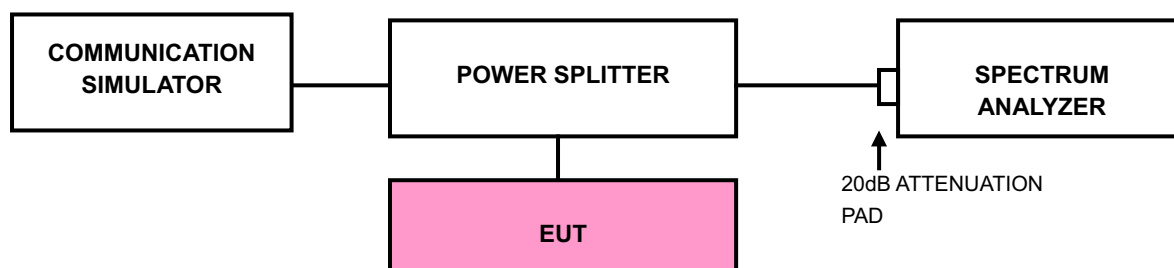 COMMUNICATION
SIMULATOR
POWER SPLITTER
SPECTRUM
ANALYZER
20dB ATTENUATION
PAD
EUT